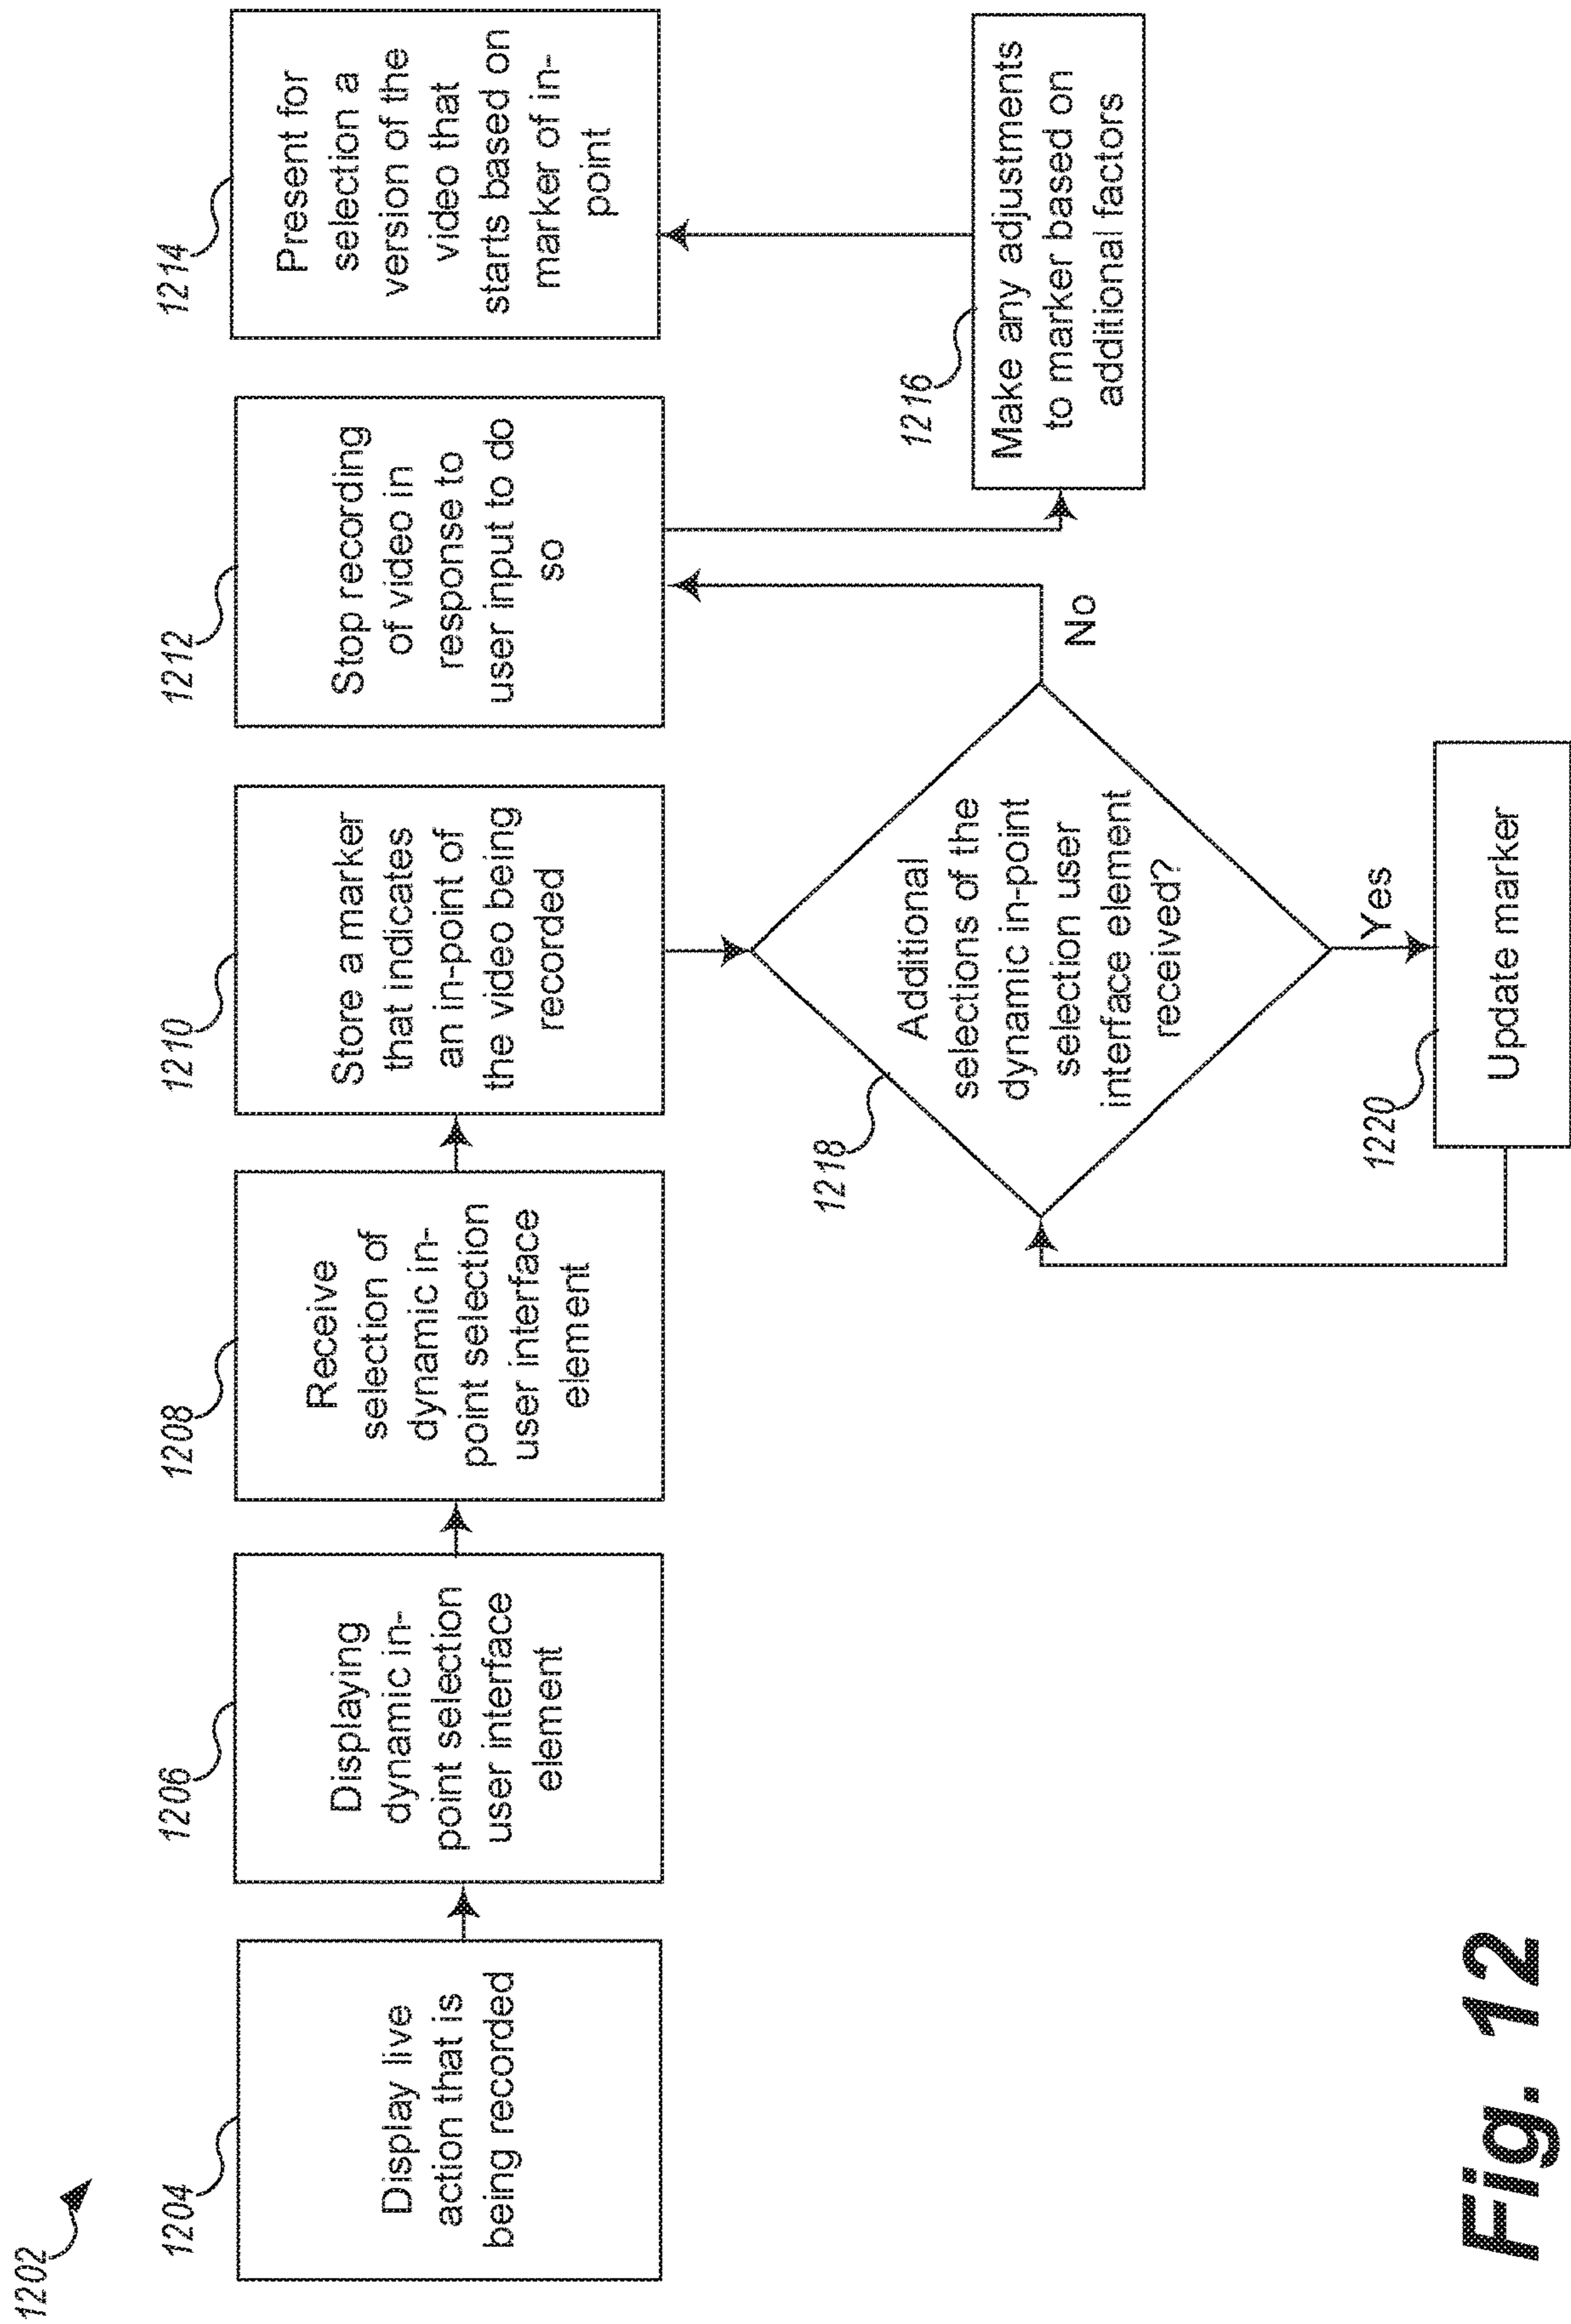 1202
1204
Display live
action that is
being recorded
1206
Displaying
dynamic in-
point selection
user interface
element
1208
Receive
selection of
dynamic in-
point selection
user interface
element
1210
Store a marker
that indicates
an in-point of
the video being
recorded
1212
Stop recording
of video in
response to
user input to do
so
1214
Present for
selection a
version of the
video that
starts based on
marker of in-
point
1218
Additional
selections of the
dynamic in-point
selection user
interface element
received?
No
Yes
1216
Make any adjustments
to marker based on
additional factors
1220
Update marker
Fig. 12